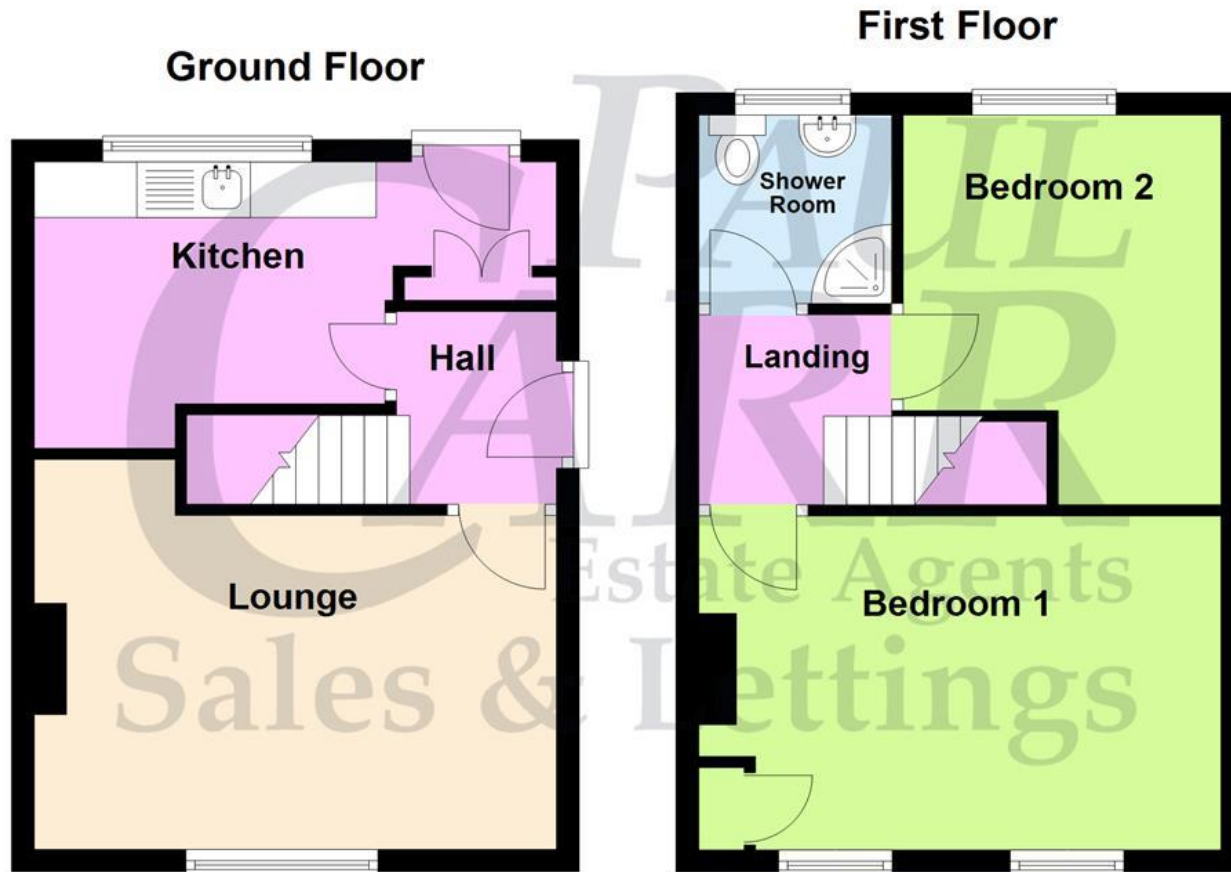 Ground Floor
First Floor
Kitchen
Hall
Lounge
Shower
Room
Bedroom 2
Landing
Bedroom 1
PAUL
CARR
Estate Agents
Sales & Lettings